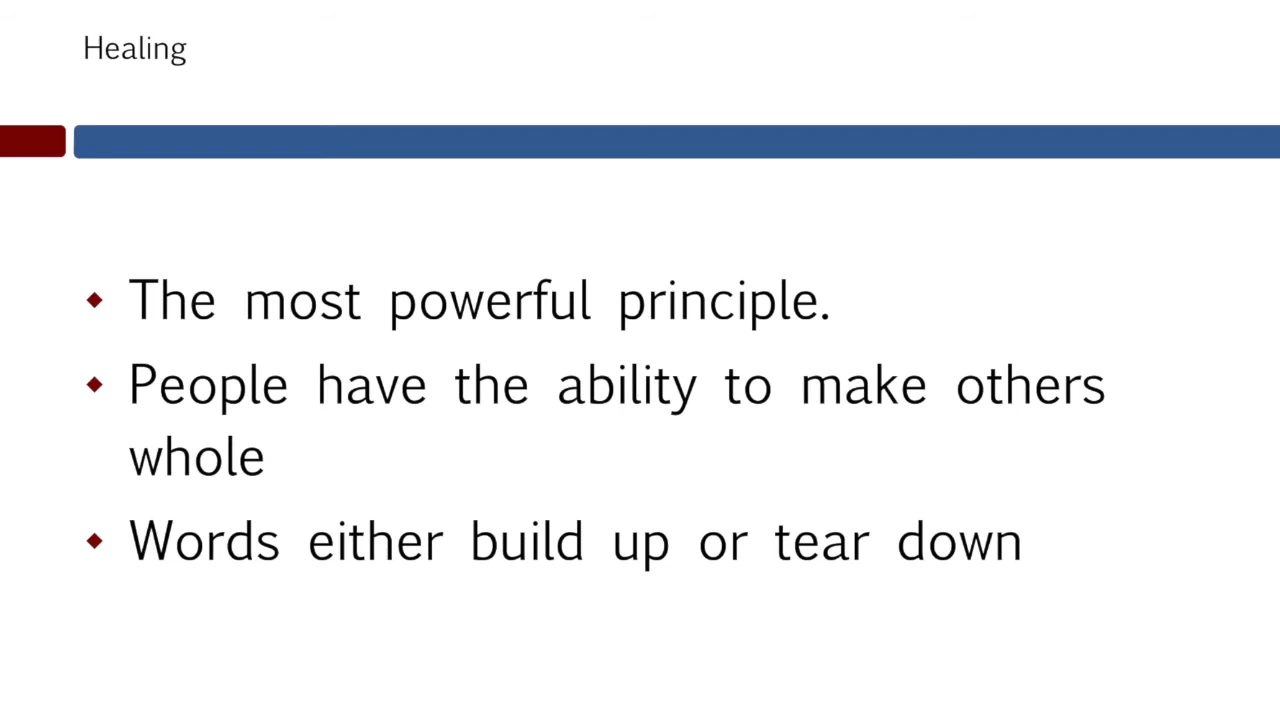 Healing
The most powerful principle.
People have the ability to make others
whole
Words either build up or tear down